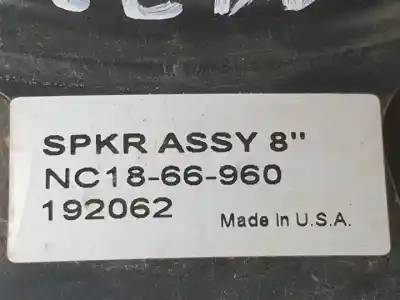 SPKR ASSY 8"
NC18-66-960
192062
Made In U.S.A.